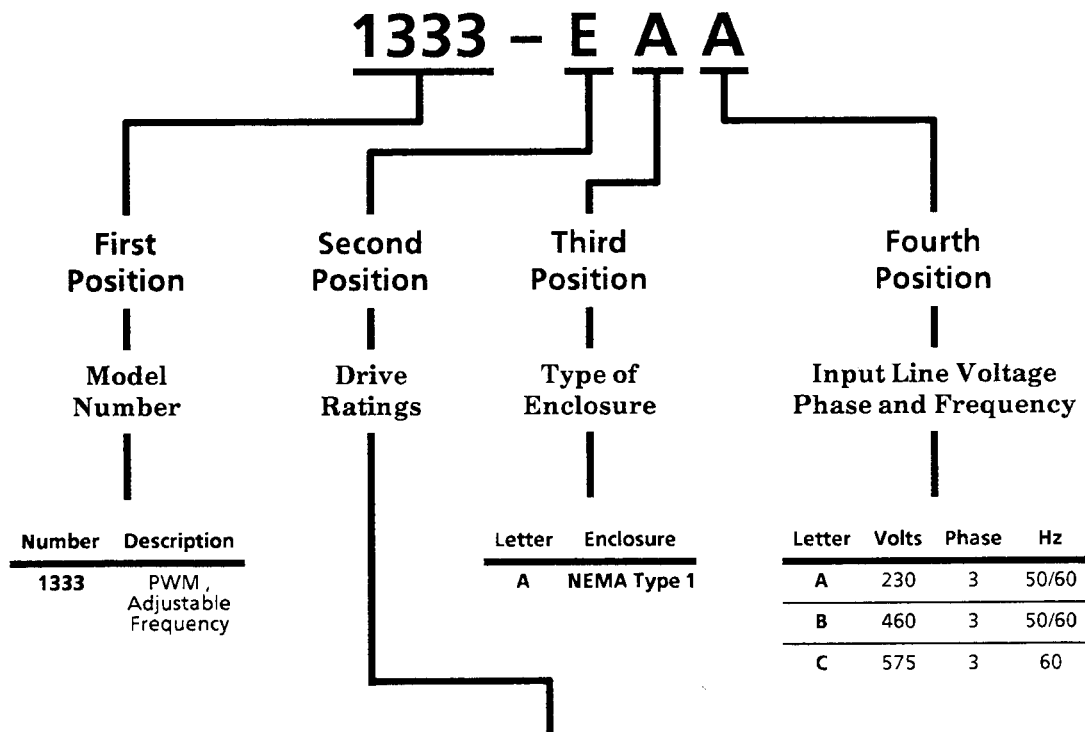 1333 – E A A
First Position
Second Position
Third Position
Fourth Position
Model Number
Drive Ratings
Type of Enclosure
Input Line Voltage Phase and Frequency
Number Description
1333 PWM, Adjustable Frequency
Letter Enclosure
A NEMA Type 1
Letter Volts Phase Hz
A 230 3 50/60
B 460 3 50/60
C 575 3 60